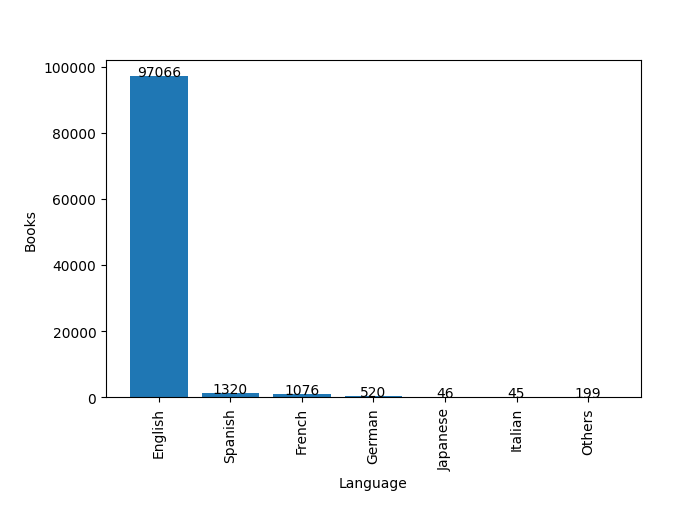 100000
80000
60000
40000
20000
0
Books
97066
1320
1076
520
46
45
199
English
Spanish
French
German
Japanese
Italian
Others
Language